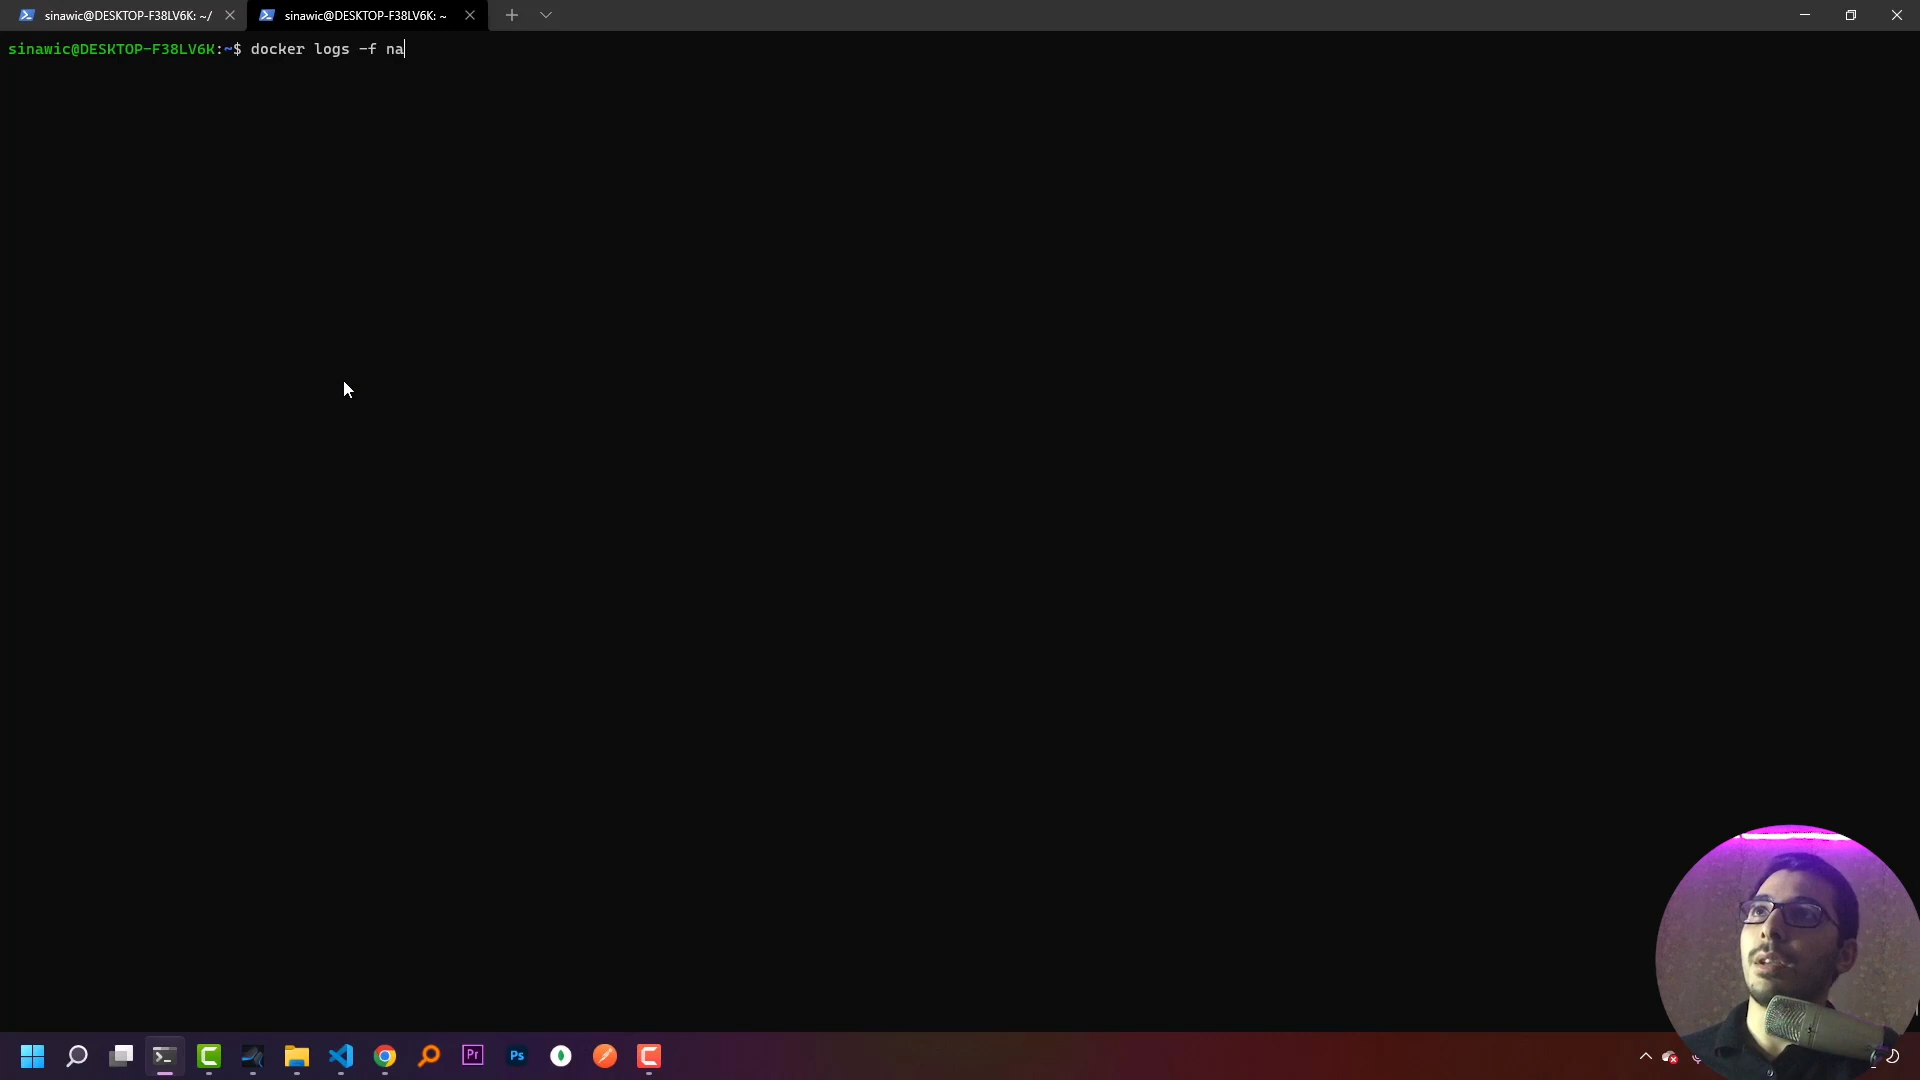 sinawic@DESKTOP-F38LV6K: ~/
sinawic@DESKTOP-F38LV6K: ~
sinawic@DESKTOP-F38LV6K:~$ docker logs -f na
Pr
Ps